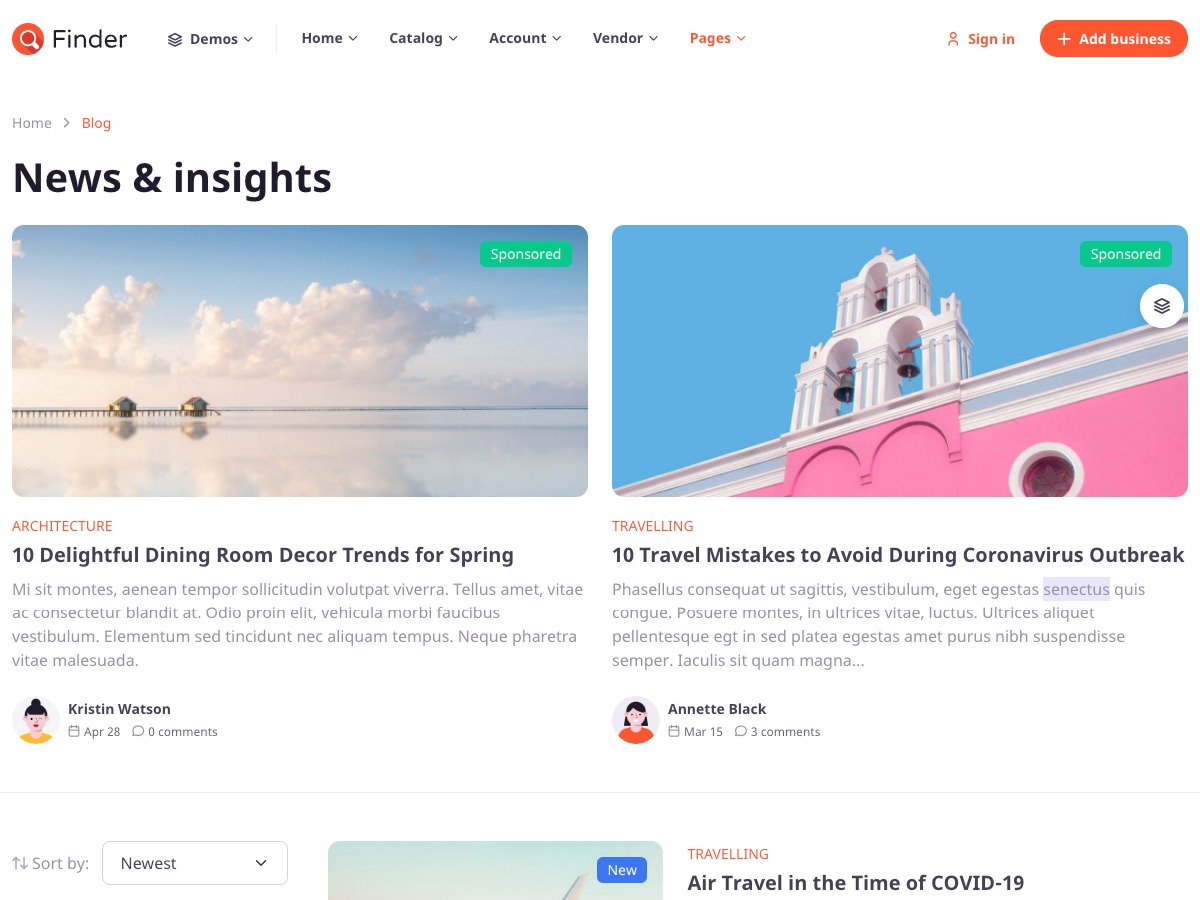 Finder
Demos
Home
Catalog
Account
Vendor
Pages
Sign in
Add business
Home
Blog
News & insights
Sponsored
Sponsored
ARCHITECTURE
10 Delightful Dining Room Decor Trends for Spring
Mi sit montes, aenean tempor sollicitudin volutpat viverra. Tellus amet, vitae
ac consectetur blandit at. Odio proin elit, vehicula morbi faucibus
vestibulum. Elementum sed tincidunt nec aliquam tempus. Neque pharetra
vitae malesuada.
Kristin Watson
Apr 28
0 comments
TRAVELLING
10 Travel Mistakes to Avoid During Coronavirus Outbreak
Phasellus consequat ut sagittis, vestibulum, eget egestas senectus quis
congue. Posuere montes, in ultrices vitae, luctus. Ultrices aliquet
pellentesque egt in sed platea egestas amet purus nibh suspendisse
semper. Iaculis sit quam magna...
Annette Black
Mar 15
3 comments
Sort by:
Newest
New
TRAVELLING
Air Travel in the Time of COVID-19